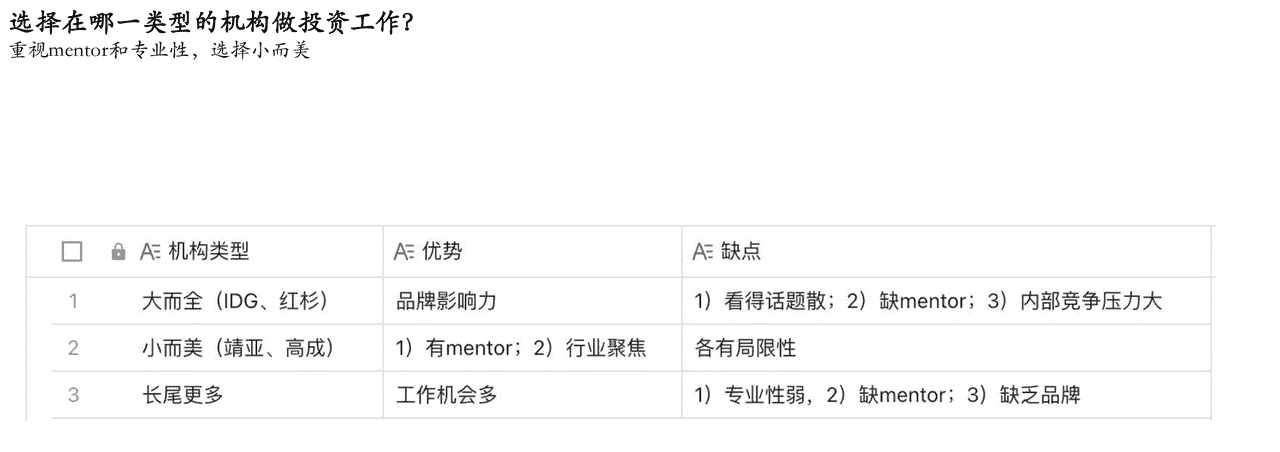 选择在哪一类型的机构做投资工作？
重视mentor和专业性，选择小而美
机构类型 优势 缺点
1 大而全（IDG、红杉） 品牌影响力 1）看得话题散；2）缺mentor；3）内部竞争压力大
2 小而美（靖亚、高成） 1）有mentor；2）行业聚焦 各有局限性
3 长尾更多 工作机会多 1）专业性弱，2）缺mentor；3）缺乏品牌